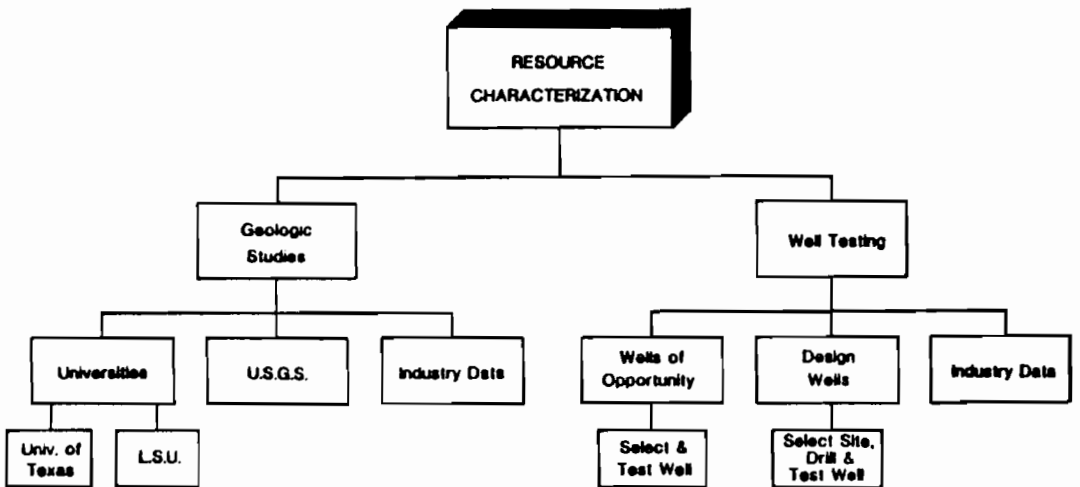 RESOURCE
CHARACTERIZATION
Geologic
Studies
Well Testing
Universities
U.S.G.S.
Industry Data
Wells of
Opportunity
Design
Wells
Industry Data
Univ. of
Texas
L.S.U.
Select &
Test Well
Select Site,
Drill &
Test Well